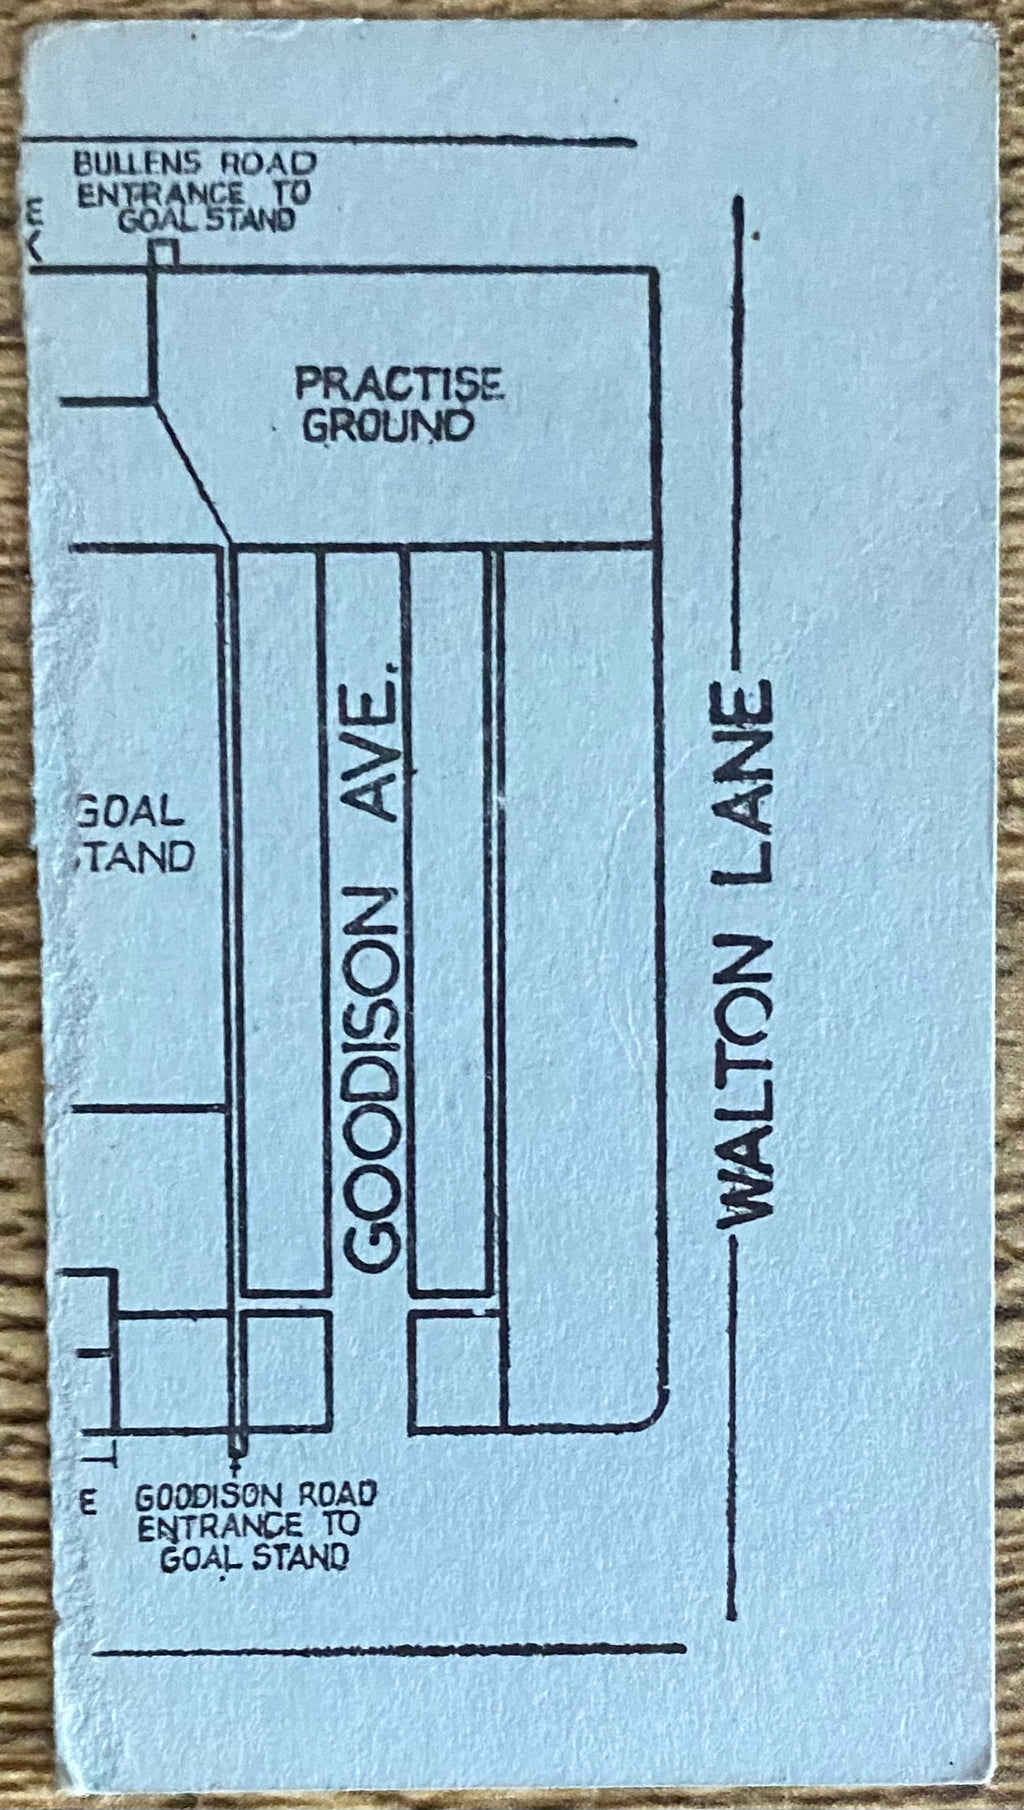 BULLENS ROAD
ENTRANCE TO
GOAL STAND
E
PRACTISE
GROUND
GOODISON AVE.
WALTON LANE
GOAL
TAND
E
GOODISON ROAD
ENTRANCE TO
GOAL STAND